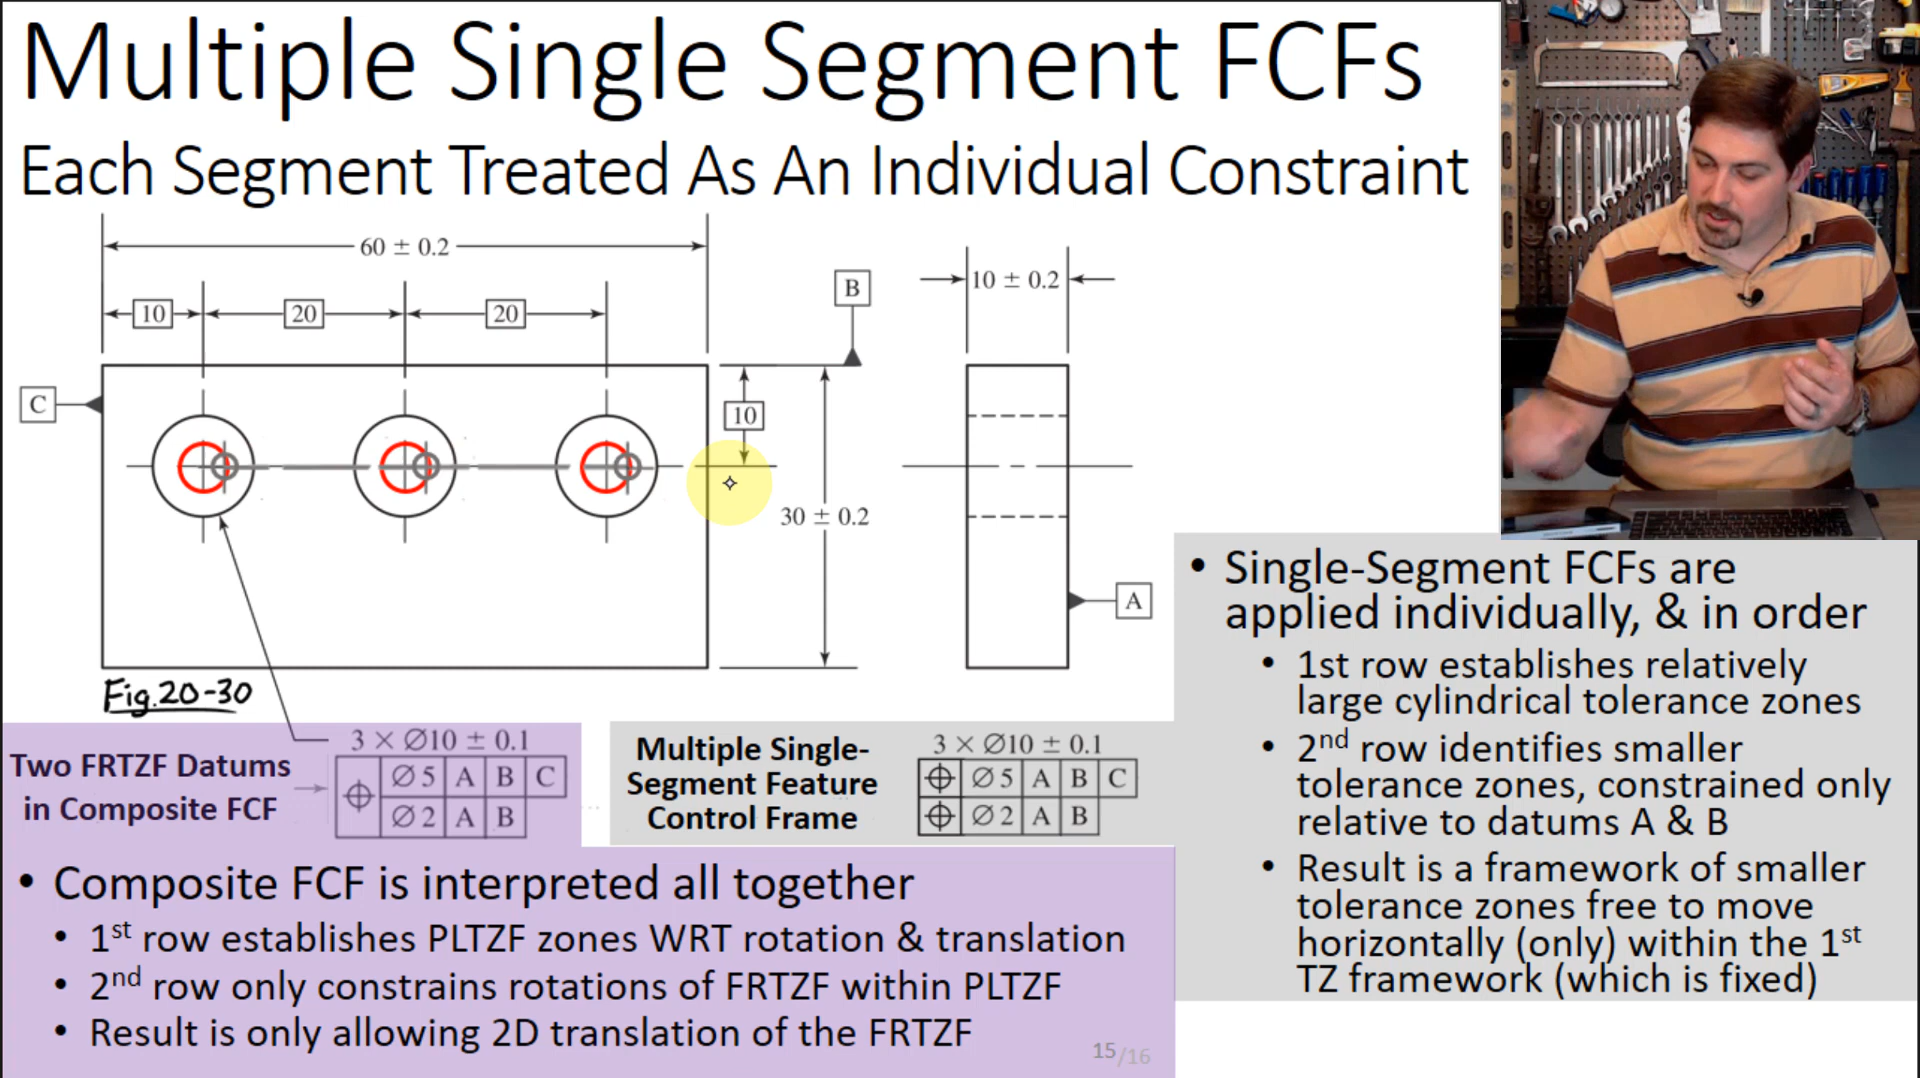 Multiple Single Segment FCFs
Each Segment Treated As An Individual Constraint
60 ± 0.2
B
10 ± 0.2
10
20
20
C
10
30 ± 0.2
A
Fig.20-30
Two FRTZF Datums
in Composite FCF
3 × Ø10 ± 0.1
⌖ Ø5 A B C
Ø2 A B
Multiple Single-
Segment Feature
Control Frame
3 × Ø10 ± 0.1
⌖ Ø5 A B C
⌖ Ø2 A B
• Composite FCF is interpreted all together
• 1st row establishes PLTZF zones WRT rotation & translation
• 2nd row only constrains rotations of FRTZF within PLTZF
• Result is only allowing 2D translation of the FRTZF
• Single-Segment FCFs are
applied individually, & in order
• 1st row establishes relatively
large cylindrical tolerance zones
• 2nd row identifies smaller
tolerance zones, constrained only
relative to datums A & B
• Result is a framework of smaller
tolerance zones free to move
horizontally (only) within the 1st
TZ framework (which is fixed)
15/16